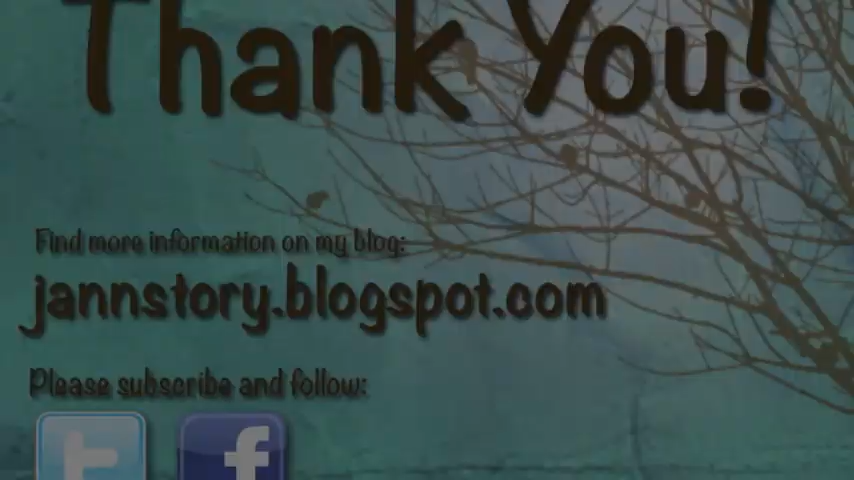 Thank You!
Find more information on my blog:
jannstory.blogspot.com
Please subscribe and follow:
t f